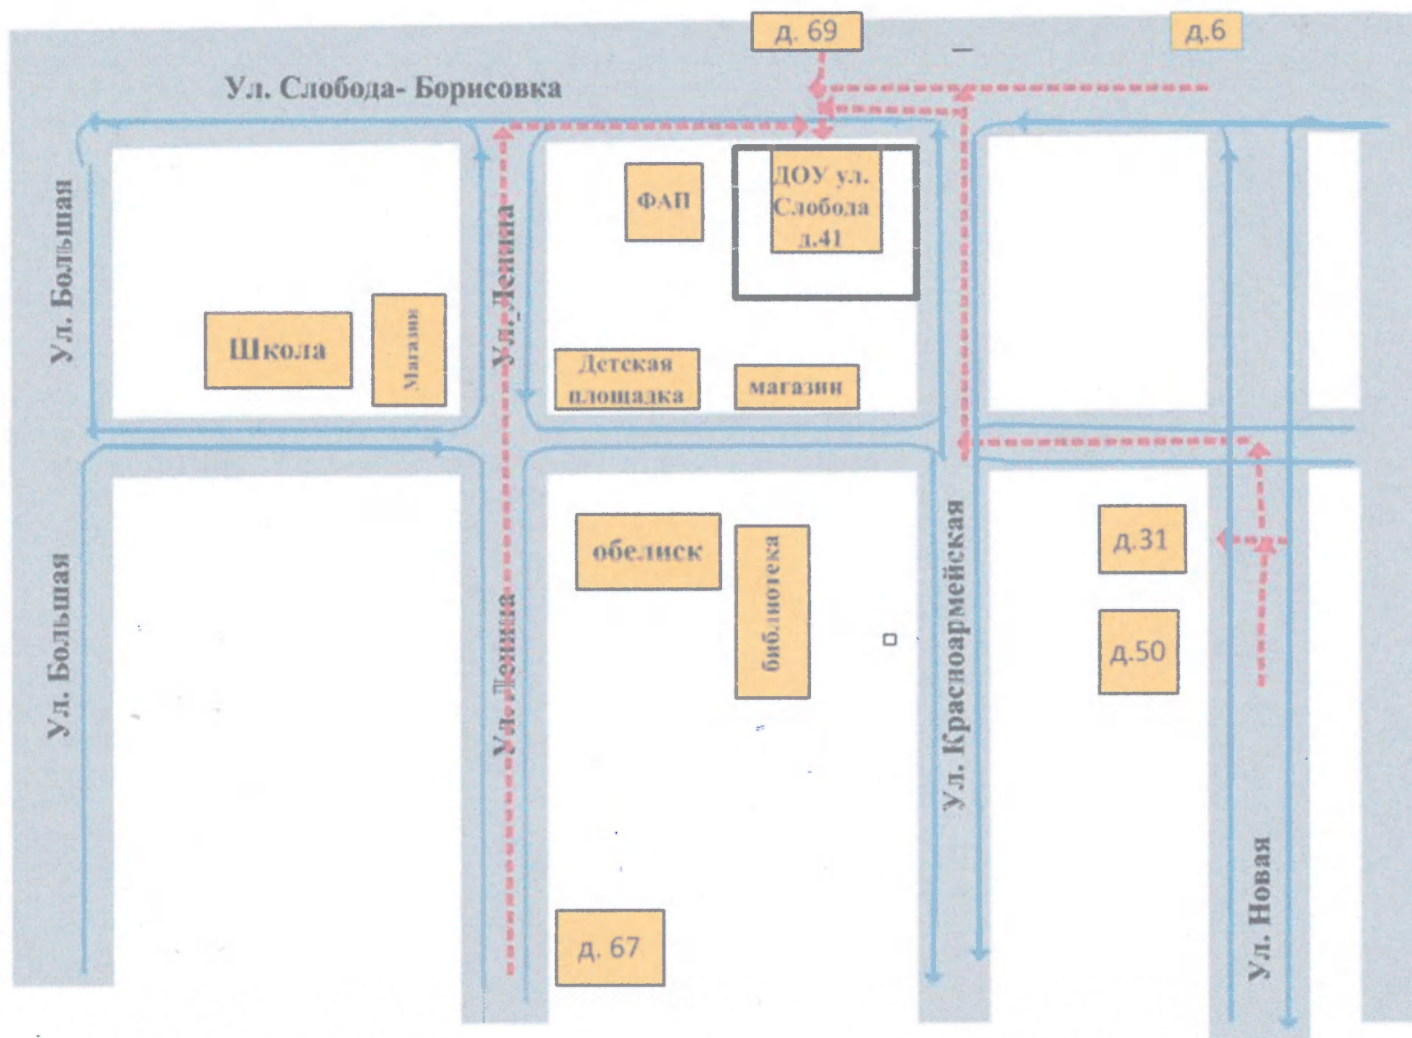 д. 69
д.6
Ул. Слобода- Борисовка
ДОУ ул.
Слобода
д.41
ФАП
Ул. Большая
Ул. Ленина
Школа
Магазин
Детская
площадка
магазин
обелиск
библиотека
Ул. Большая
Ул. Ленина
Ул. Красноармейская
д.31
д.50
Ул. Новая
д. 67